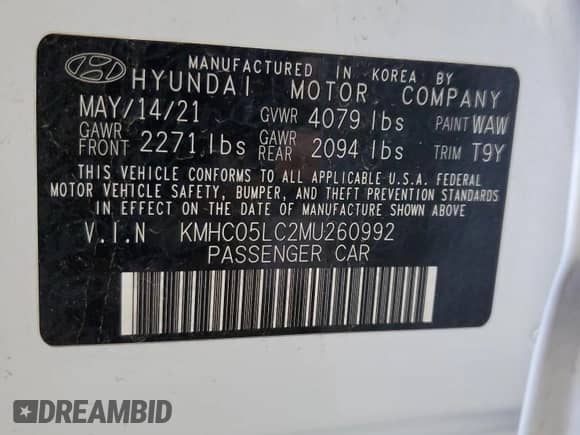 MANUFACTURED IN KOREA BY
HYUNDAI MOTOR COMPANY
MAY/14/21 GVWR 4079 lbs PAINT WAW
GAWR FRONT 2271 lbs GAWR REAR 2094 lbs TRIM T9Y
THIS VEHICLE CONFORMS TO ALL APPLICABLE U.S.A. FEDERAL
MOTOR VEHICLE SAFETY, BUMPER, AND THEFT PREVENTION STANDARDS
IN EFFECT ON THE DATE OF MANUFACTURE SHOWN ABOVE
V.I.N KMHC05LC2MU260992
PASSENGER CAR
DREAMBID